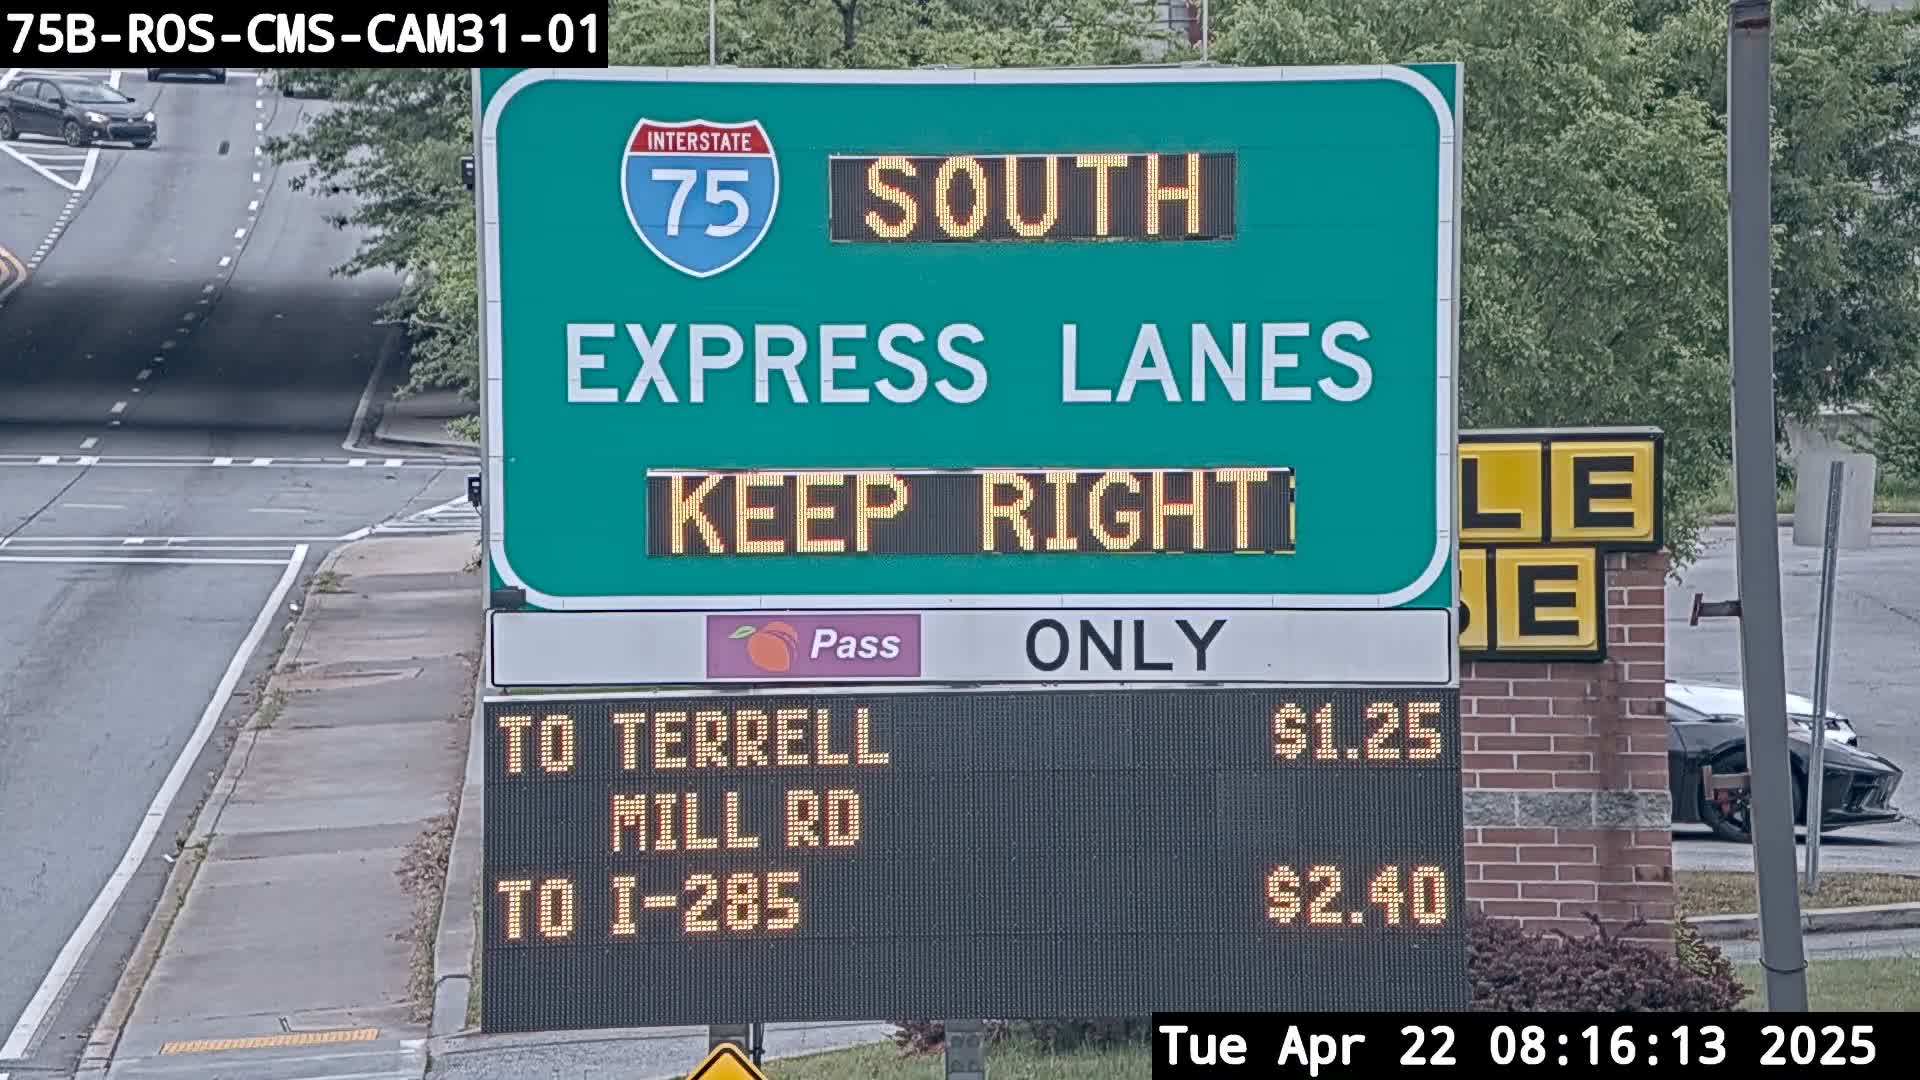 75B-ROS-CMS-CAM31-01
INTERSTATE
75
SOUTH
EXPRESS LANES
KEEP RIGHT
Pass ONLY
TO TERRELL $1.25
MILL RD
TO I-285 $2.40
LE
E
Tue Apr 22 08:16:13 2025